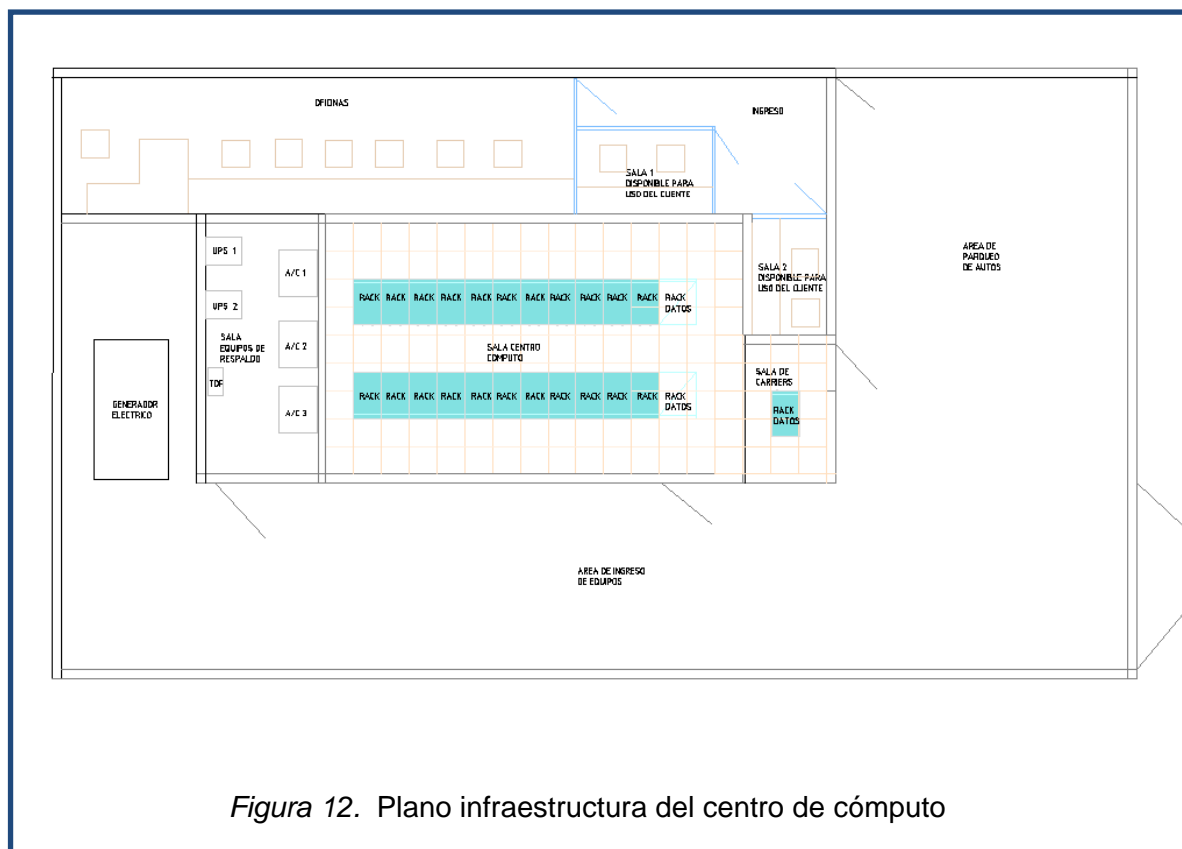 OFICINAS
INGRESO
SALA 1
DISPONIBLE PARA
USO DEL CLIENTE
UPS 1
A/C 1
UPS 2
SALA
EQUIPOS DE
RESPALDO
A/C 2
TDF
A/C 3
GENERADOR
ELECTRICO
RACK RACK RACK RACK RACK RACK RACK RACK RACK RACK RACK RACK
DATOS
SALA CENTRO
COMPUTO
RACK RACK RACK RACK RACK RACK RACK RACK RACK RACK RACK RACK
DATOS
SALA 2
DISPONIBLE PARA
USO DEL CLIENTE
SALA DE
CARRIERS
RACK
DATOS
AREA DE
PARQUEO
DE AUTOS
AREA DE INGRESO
DE EQUIPOS
Figura 12. Plano infraestructura del centro de cómputo